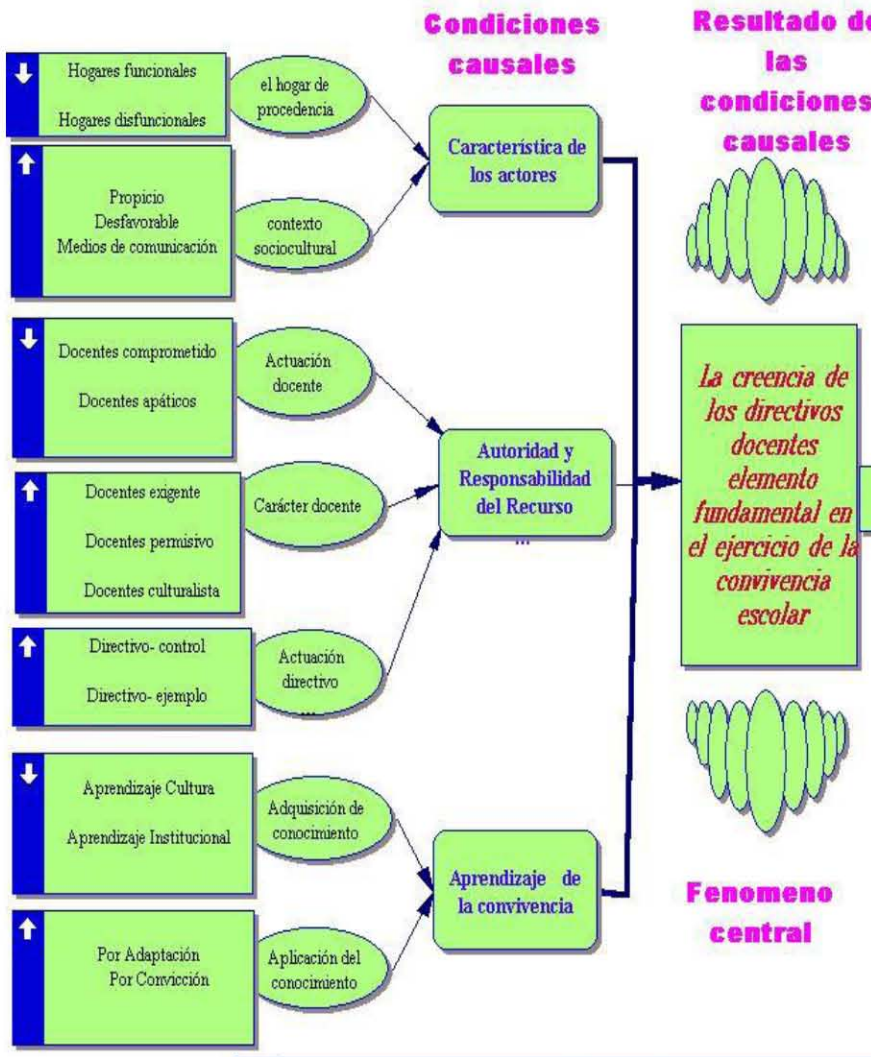 Condiciones
causales
Resultado de
las
condiciones
causales
Hogares funcionales
Hogares disfuncionales
el hogar de
procedencia
Propicio
Desfavorable
Medios de comunicación
contexto
sociocultural
Característica de
los actores
Docentes comprometido
Docentes apáticos
Actuación
docente
Docentes exigente
Docentes permisivo
Docentes culturalista
Carácter docente
Directivo- control
Directivo- ejemplo
Actuación
directivo
...
Autoridad y
Responsabilidad
del Recurso
...
Aprendizaje Cultura
Aprendizaje Institucional
Adquisición de
conocimiento
Por Adaptación
Por Convicción
Aplicación del
conocimiento
Aprendizaje de
la convivencia
La creencia de
los directivos
docentes
elemento
fundamental en
el ejercicio de la
convivencia
escolar
Fenomeno
central